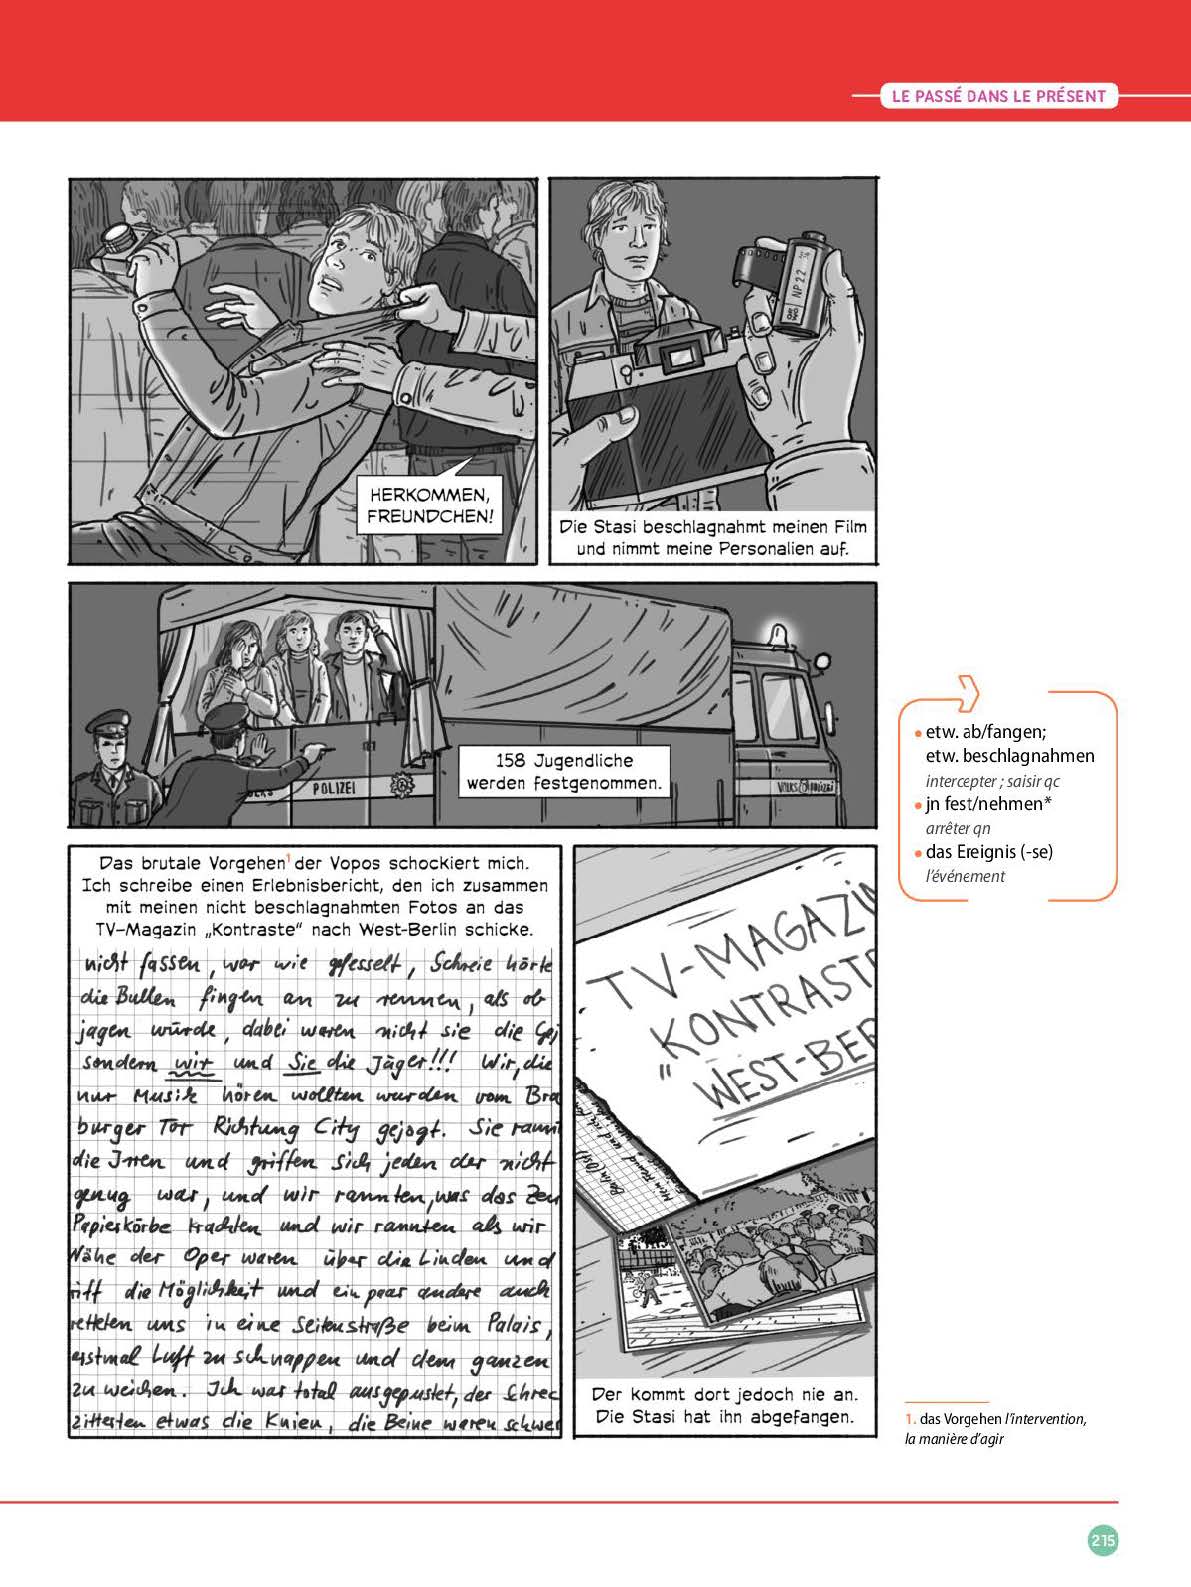 LE PASSÉ DANS LE PRÉSENT
HERKOMMEN,
FREUNDCHEN!
NP 22
ORWO
Die Stasi beschlagnahmt meinen Film
und nimmt meine Personalien auf.
POLIZEI
158 Jugendliche
werden festgenommen.
VOLKS POLIZEI
• etw. ab/fangen;
etw. beschlagnahmen
intercepter ; saisir qc
• jn fest/nehmen*
arrêter qn
• das Ereignis (-se)
l'événement
Das brutale Vorgehen¹ der Vopos schockiert mich.
Ich schreibe einen Erlebnisbericht, den ich zusammen
mit meinen nicht beschlagnahmten Fotos an das
TV-Magazin „Kontraste“ nach West-Berlin schicke.
nicht fassen, war wie gefesselt, Schreie hörte
die Bullen fingen an zu rennen, als ob
jagen würde, dabei waren nicht sie die Gej
sondern wir und Sie die Jäger!!! Wir, die
nur Musik hören wollten wurden vom Bra
burger Tor Richtung City gejagt. Sie rannt
die Irren und griffen sich jeden der nicht
genug war, und wir rannten, was das Zeu
Papierkörbe krachten und wir rannten als wir
Nähe der Oper waren über die Linden und
riff die Möglichkeit und ein paar andere auch
retteten uns in eine Seitenstraße beim Palais,
erstmal Luft zu schnappen und dem ganzen
zu weichen. Ich war total ausgepustet, der Schrec
zitterten etwas die Knien, die Beine waren schwer
TV-MAGAZIN
"KONTRASTE
WEST-BER
Der kommt dort jedoch nie an.
Die Stasi hat ihn abgefangen.
1. das Vorgehen l'intervention,
la manière d'agir
215